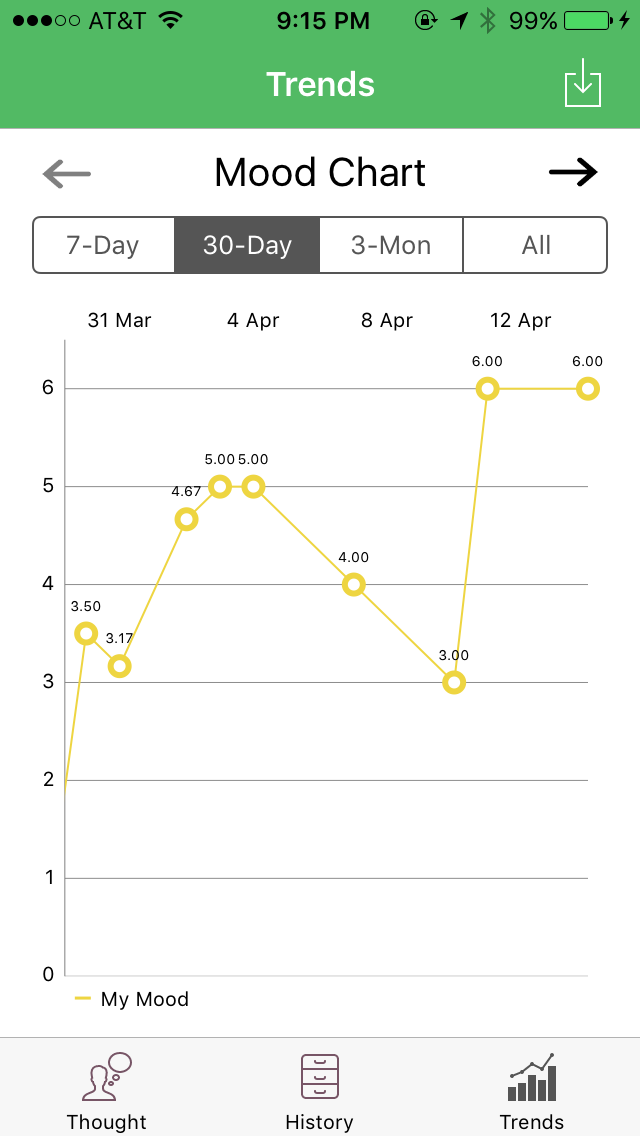 AT&T 9:15 PM 99%
Trends
Mood Chart
7-Day 30-Day 3-Mon All
31 Mar 4 Apr 8 Apr 12 Apr
6.00 6.00
6
5.00 5.00
5
4.67
4.00
4
3.50
3.17
3.00
3
2
1
0
My Mood
Thought History Trends